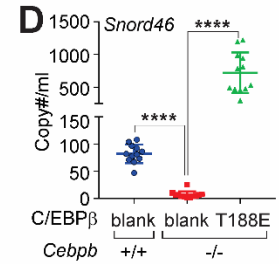 D Snord46
****
****
Copy#/ml
1500
1000
500
150
100
50
0
C/EBPβ blank blank T188E
Cebpb +/+ -/-